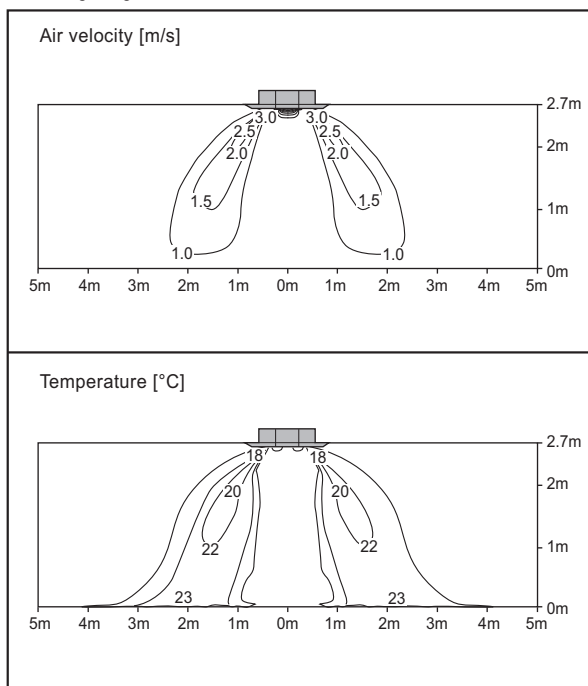 Air velocity [m/s]
2.7m
3.0 3.0
2.5 2.5
2.0 2.0
2m
1.5 1.5
1m
1.0 1.0
0m
5m 4m 3m 2m 1m 0m 1m 2m 3m 4m 5m
Temperature [°C]
2.7m
18 18
2m
20 20
22 22
1m
23 23
0m
5m 4m 3m 2m 1m 0m 1m 2m 3m 4m 5m